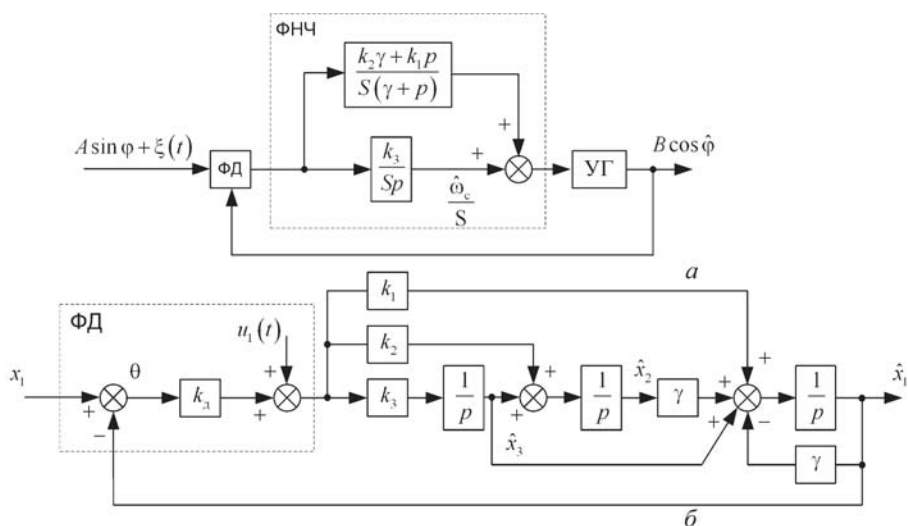 ФНЧ
k₂γ + k₁p
S(γ + p)
A sin φ + ξ(t)
ФД
k₃
Sp
+
+
ω̂c
S
УГ
B cos φ̂
a
ФД
u₁(t)
k₁
x₁
θ
+
−
kд
+
+
k₂
k₃
1
p
x̂₃
+
+
1
p
x̂₂
γ
+
+
+
−
1
p
x̂₁
γ
б